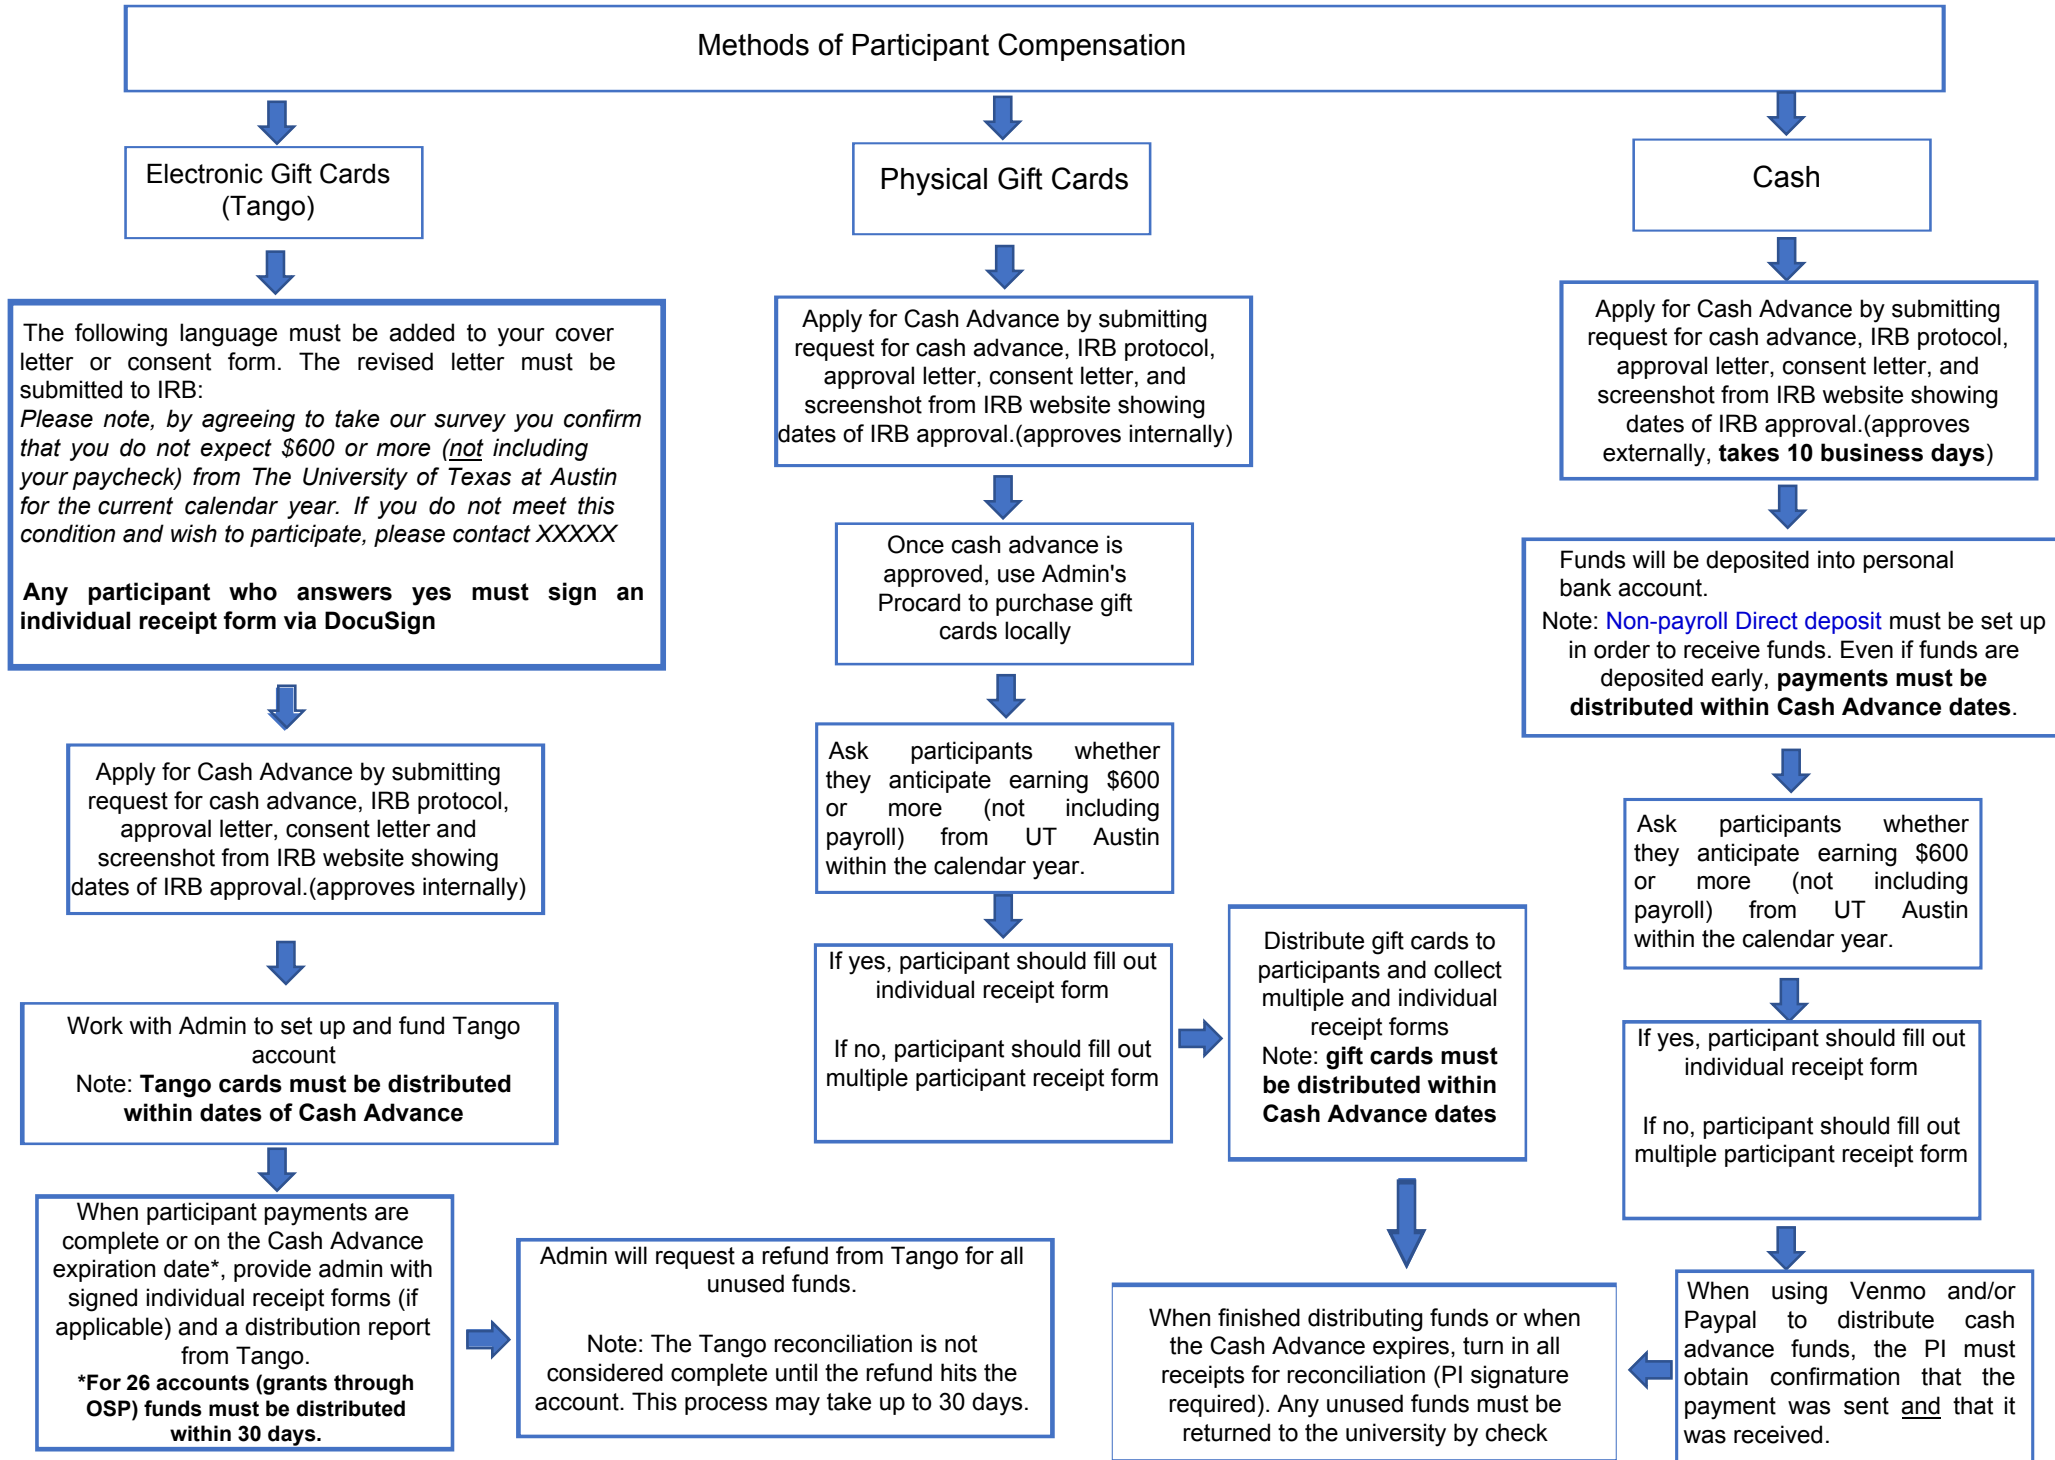 Methods of Participant Compensation
Electronic Gift Cards
(Tango)
The following language must be added to your cover
letter or consent form. The revised letter must be
submitted to IRB:
Please note, by agreeing to take our survey you confirm
that you do not expect $600 or more (not including
your paycheck) from The University of Texas at Austin
for the current calendar year. If you do not meet this
condition and wish to participate, please contact XXXXX
Any participant who answers yes must sign an
individual receipt form via DocuSign
Apply for Cash Advance by submitting
request for cash advance, IRB protocol,
approval letter, consent letter and
screenshot from IRB website showing
dates of IRB approval.(approves internally)
Work with Admin to set up and fund Tango
account
Note: Tango cards must be distributed
within dates of Cash Advance
When participant payments are
complete or on the Cash Advance
expiration date*, provide admin with
signed individual receipt forms (if
applicable) and a distribution report
from Tango.
*For 26 accounts (grants through
OSP) funds must be distributed
within 30 days.
Admin will request a refund from Tango for all
unused funds.
Note: The Tango reconciliation is not
considered complete until the refund hits the
account. This process may take up to 30 days.
Physical Gift Cards
Apply for Cash Advance by submitting
request for cash advance, IRB protocol,
approval letter, consent letter, and
screenshot from IRB website showing
dates of IRB approval.(approves internally)
Once cash advance is
approved, use Admin's
Procard to purchase gift
cards locally
Ask participants whether
they anticipate earning $600
or more (not including
payroll) from UT Austin
within the calendar year.
If yes, participant should fill out
individual receipt form
If no, participant should fill out
multiple participant receipt form
Distribute gift cards to
participants and collect
multiple and individual
receipt forms
Note: gift cards must
be distributed within
Cash Advance dates
Cash
Apply for Cash Advance by submitting
request for cash advance, IRB protocol,
approval letter, consent letter, and
screenshot from IRB website showing
dates of IRB approval.(approves
externally, takes 10 business days)
Funds will be deposited into personal
bank account.
Note: Non-payroll Direct deposit must be set up
in order to receive funds. Even if funds are
deposited early, payments must be
distributed within Cash Advance dates.
Ask participants whether
they anticipate earning $600
or more (not including
payroll) from UT Austin
within the calendar year.
If yes, participant should fill out
individual receipt form
If no, participant should fill out
multiple participant receipt form
When using Venmo and/or
Paypal to distribute cash
advance funds, the PI must
obtain confirmation that the
payment was sent and that it
was received.
When finished distributing funds or when
the Cash Advance expires, turn in all
receipts for reconciliation (PI signature
required). Any unused funds must be
returned to the university by check